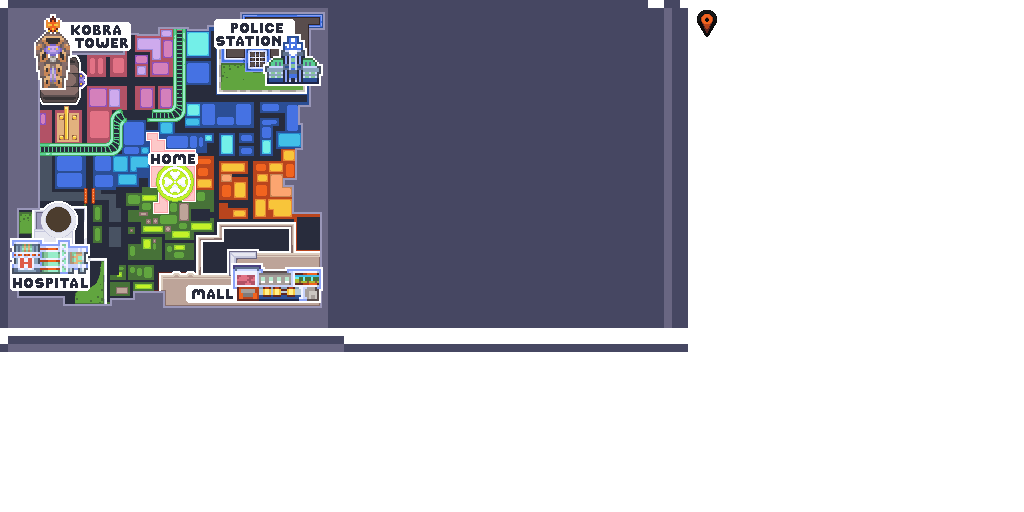 KOBRA
TOWER
POLICE
STATION
HOME
H
HOSPITAL
MALL